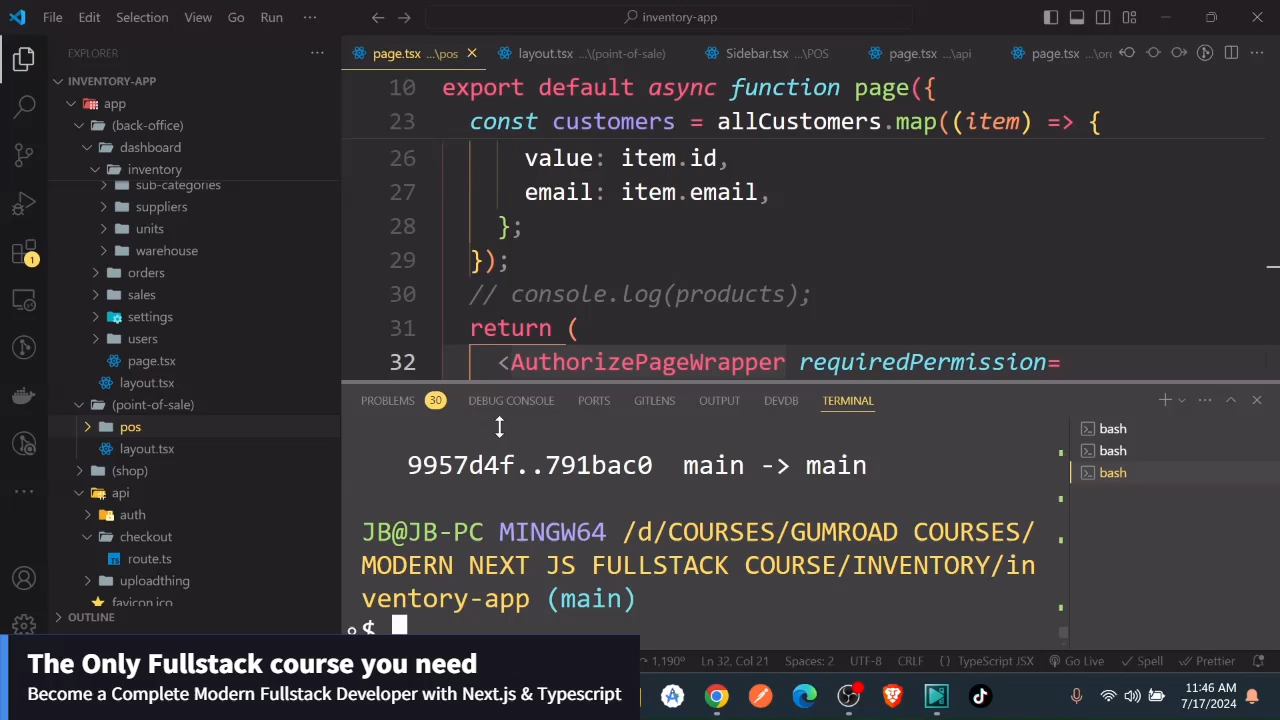 File Edit Selection View Go Run ··· inventory-app
EXPLORER ···
page.tsx ...\pos layout.tsx ...\(point-of-sale) Sidebar.tsx ...\POS page.tsx ...\api page.tsx ...\orc
INVENTORY-APP
app
(back-office)
dashboard
inventory
sub-categories
suppliers
units
warehouse
orders
sales
settings
users
page.tsx
layout.tsx
(point-of-sale)
pos
layout.tsx
(shop)
api
auth
checkout
route.ts
uploadthing
favicon.ico
OUTLINE
1
10 export default async function page({
23 const customers = allCustomers.map((item) => {
26 value: item.id,
27 email: item.email,
28 };
29 });
30 // console.log(products);
31 return (
32 <AuthorizePageWrapper requiredPermission=
PROBLEMS 30 DEBUG CONSOLE PORTS GITLENS OUTPUT DEVDB TERMINAL
bash
bash
bash
9957d4f..791bac0 main -> main
JB@JB-PC MINGW64 /d/COURSES/GUMROAD COURSES/
MODERN NEXT JS FULLSTACK COURSE/INVENTORY/in
ventory-app (main)
$
The Only Fullstack course you need
Become a Complete Modern Fullstack Developer with Next.js & Typescript
1,190° Ln 32, Col 21 Spaces: 2 UTF-8 CRLF {} TypeScript JSX Go Live Spell Prettier
11:46 AM
7/17/2024